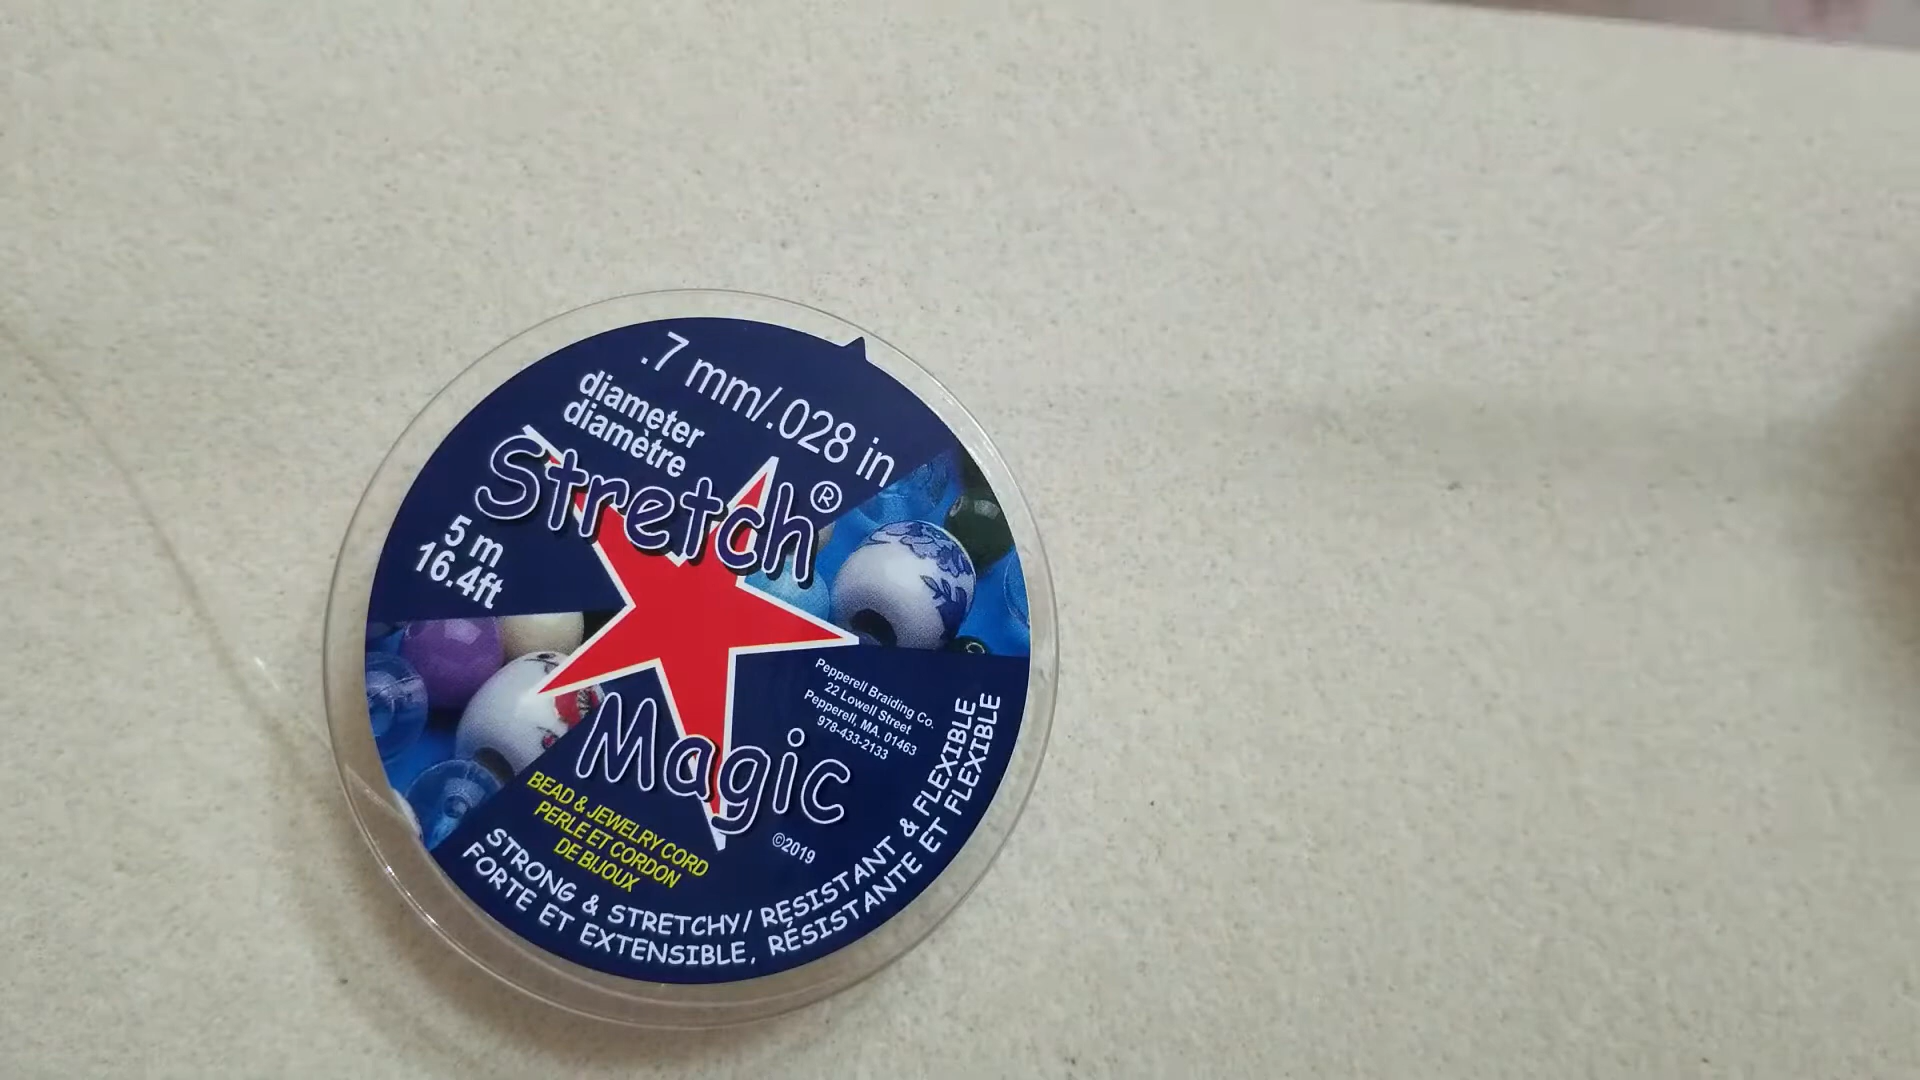 .7 mm/.028 in
diameter
diamètre
Stretch®
5 m
16.4ft
Magic
Pepperell Braiding Co.
22 Lowell Street
Pepperell, MA. 01463
978-433-2133
BEAD & JEWELRY CORD
PERLE ET CORDON
DE BIJOUX
©2019
STRONG & STRETCHY/ RESISTANT & FLEXIBLE
FORTE ET EXTENSIBLE, RÉSISTANTE ET FLEXIBLE